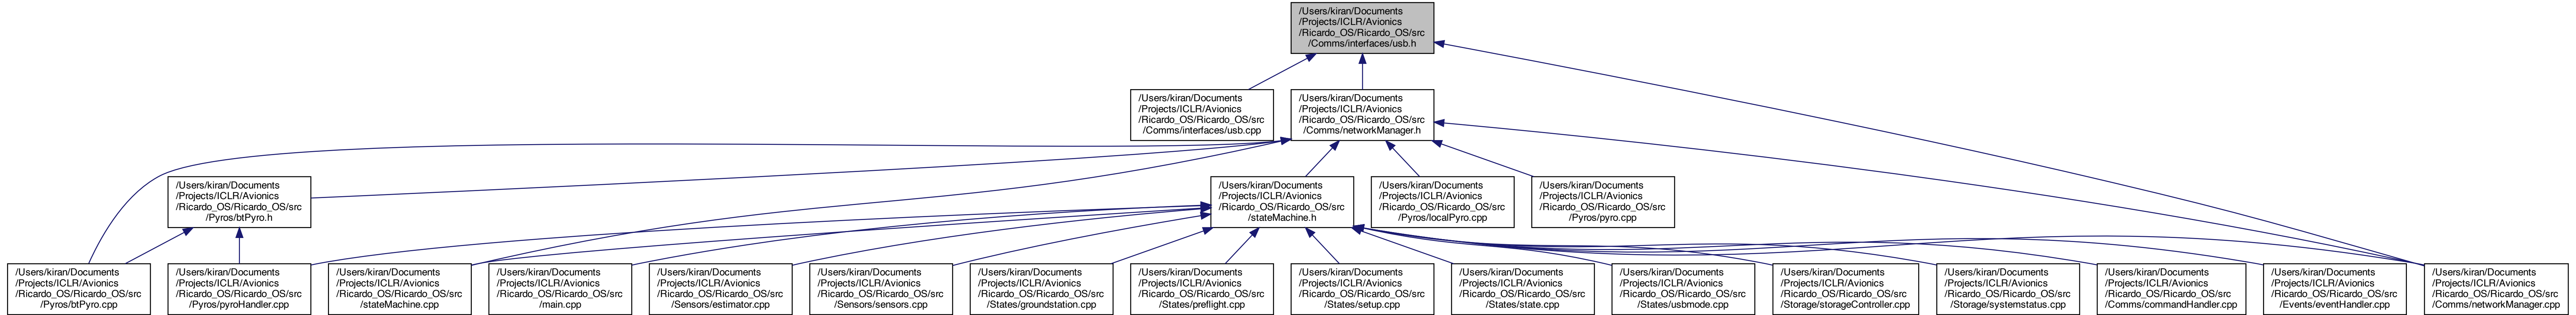 /Users/kiran/Documents
/Projects/ICLR/Avionics
/Ricardo_OS/Ricardo_OS/src
/Comms/interfaces/usb.h
/Users/kiran/Documents
/Projects/ICLR/Avionics
/Ricardo_OS/Ricardo_OS/src
/Comms/interfaces/usb.cpp
/Users/kiran/Documents
/Projects/ICLR/Avionics
/Ricardo_OS/Ricardo_OS/src
/Comms/networkManager.h
/Users/kiran/Documents
/Projects/ICLR/Avionics
/Ricardo_OS/Ricardo_OS/src
/Pyros/btPyro.h
/Users/kiran/Documents
/Projects/ICLR/Avionics
/Ricardo_OS/Ricardo_OS/src
/stateMachine.h
/Users/kiran/Documents
/Projects/ICLR/Avionics
/Ricardo_OS/Ricardo_OS/src
/Pyros/localPyro.cpp
/Users/kiran/Documents
/Projects/ICLR/Avionics
/Ricardo_OS/Ricardo_OS/src
/Pyros/pyro.cpp
/Users/kiran/Documents
/Projects/ICLR/Avionics
/Ricardo_OS/Ricardo_OS/src
/Pyros/btPyro.cpp
/Users/kiran/Documents
/Projects/ICLR/Avionics
/Ricardo_OS/Ricardo_OS/src
/Pyros/pyroHandler.cpp
/Users/kiran/Documents
/Projects/ICLR/Avionics
/Ricardo_OS/Ricardo_OS/src
/stateMachine.cpp
/Users/kiran/Documents
/Projects/ICLR/Avionics
/Ricardo_OS/Ricardo_OS/src
/main.cpp
/Users/kiran/Documents
/Projects/ICLR/Avionics
/Ricardo_OS/Ricardo_OS/src
/Sensors/estimator.cpp
/Users/kiran/Documents
/Projects/ICLR/Avionics
/Ricardo_OS/Ricardo_OS/src
/Sensors/sensors.cpp
/Users/kiran/Documents
/Projects/ICLR/Avionics
/Ricardo_OS/Ricardo_OS/src
/States/groundstation.cpp
/Users/kiran/Documents
/Projects/ICLR/Avionics
/Ricardo_OS/Ricardo_OS/src
/States/preflight.cpp
/Users/kiran/Documents
/Projects/ICLR/Avionics
/Ricardo_OS/Ricardo_OS/src
/States/setup.cpp
/Users/kiran/Documents
/Projects/ICLR/Avionics
/Ricardo_OS/Ricardo_OS/src
/States/state.cpp
/Users/kiran/Documents
/Projects/ICLR/Avionics
/Ricardo_OS/Ricardo_OS/src
/States/usbmode.cpp
/Users/kiran/Documents
/Projects/ICLR/Avionics
/Ricardo_OS/Ricardo_OS/src
/Storage/storageController.cpp
/Users/kiran/Documents
/Projects/ICLR/Avionics
/Ricardo_OS/Ricardo_OS/src
/Storage/systemstatus.cpp
/Users/kiran/Documents
/Projects/ICLR/Avionics
/Ricardo_OS/Ricardo_OS/src
/Comms/commandHandler.cpp
/Users/kiran/Documents
/Projects/ICLR/Avionics
/Ricardo_OS/Ricardo_OS/src
/Events/eventHandler.cpp
/Users/kiran/Documents
/Projects/ICLR/Avionics
/Ricardo_OS/Ricardo_OS/src
/Comms/networkManager.cpp